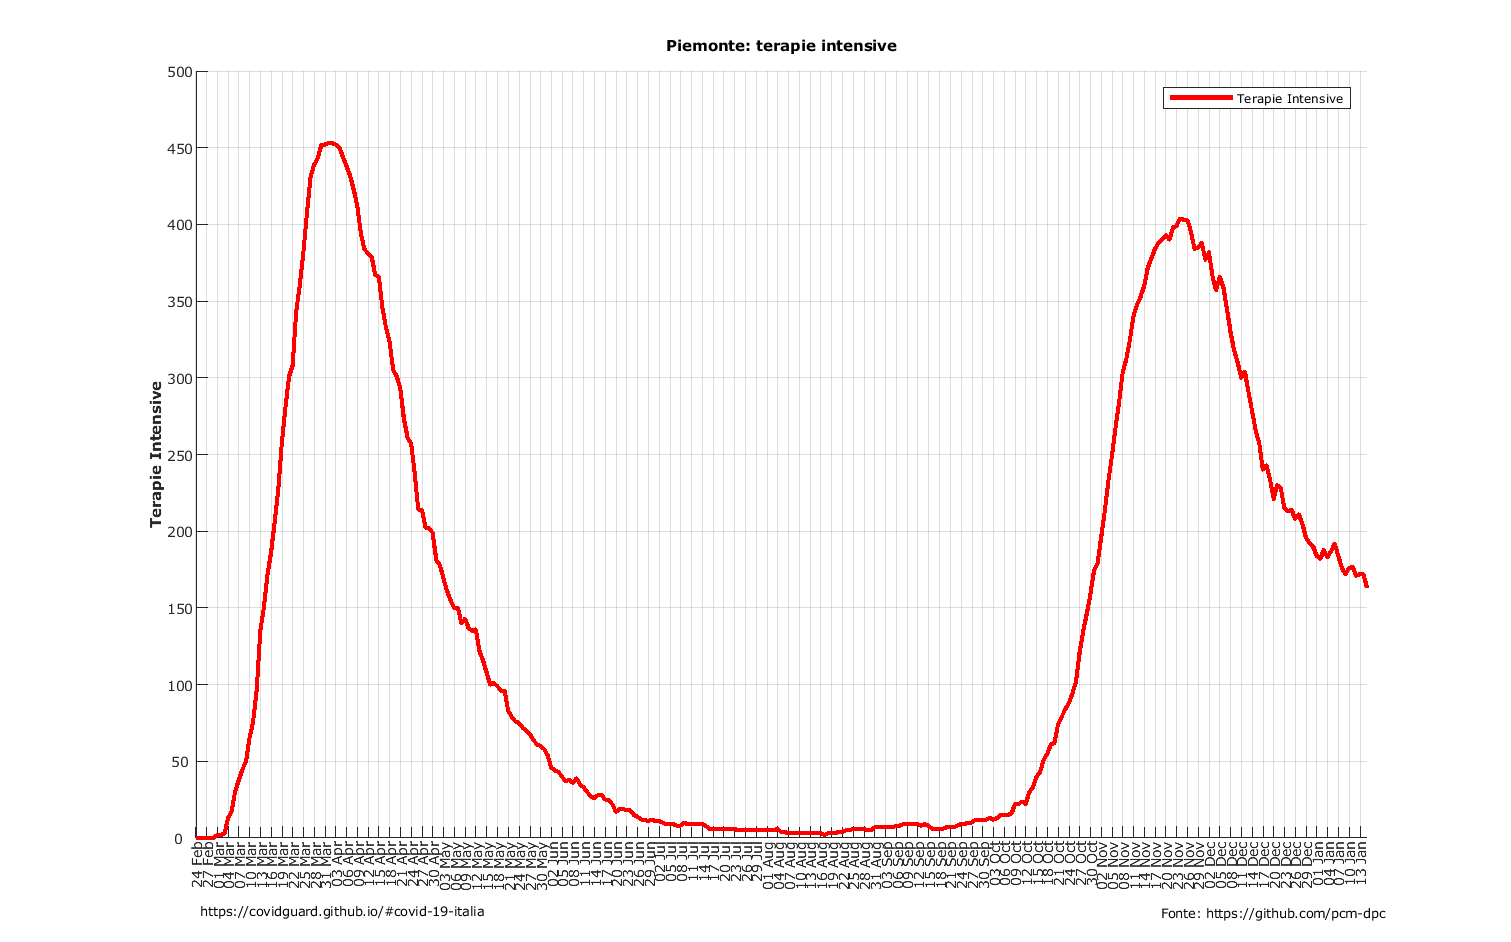 Piemonte: terapie intensive
Terapie Intensive
500
450
400
350
300
250
200
150
100
50
0
Terapie Intensive
24 Feb
27 Feb
01 Mar
04 Mar
07 Mar
10 Mar
13 Mar
16 Mar
19 Mar
22 Mar
25 Mar
28 Mar
31 Mar
03 Apr
06 Apr
09 Apr
12 Apr
15 Apr
18 Apr
21 Apr
24 Apr
27 Apr
30 Apr
03 May
06 May
09 May
12 May
15 May
18 May
21 May
24 May
27 May
30 May
02 Jun
05 Jun
08 Jun
11 Jun
14 Jun
17 Jun
20 Jun
23 Jun
26 Jun
29 Jun
02 Jul
05 Jul
08 Jul
11 Jul
14 Jul
17 Jul
20 Jul
23 Jul
26 Jul
29 Jul
01 Aug
04 Aug
07 Aug
10 Aug
13 Aug
16 Aug
19 Aug
22 Aug
25 Aug
28 Aug
31 Aug
03 Sep
06 Sep
09 Sep
12 Sep
15 Sep
18 Sep
21 Sep
24 Sep
27 Sep
30 Sep
03 Oct
06 Oct
09 Oct
12 Oct
15 Oct
18 Oct
21 Oct
24 Oct
27 Oct
30 Oct
02 Nov
05 Nov
08 Nov
11 Nov
14 Nov
17 Nov
20 Nov
23 Nov
26 Nov
29 Nov
02 Dec
05 Dec
08 Dec
11 Dec
14 Dec
17 Dec
20 Dec
23 Dec
26 Dec
29 Dec
01 Jan
04 Jan
07 Jan
10 Jan
13 Jan
https://covidguard.github.io/#covid-19-italia
Fonte: https://github.com/pcm-dpc